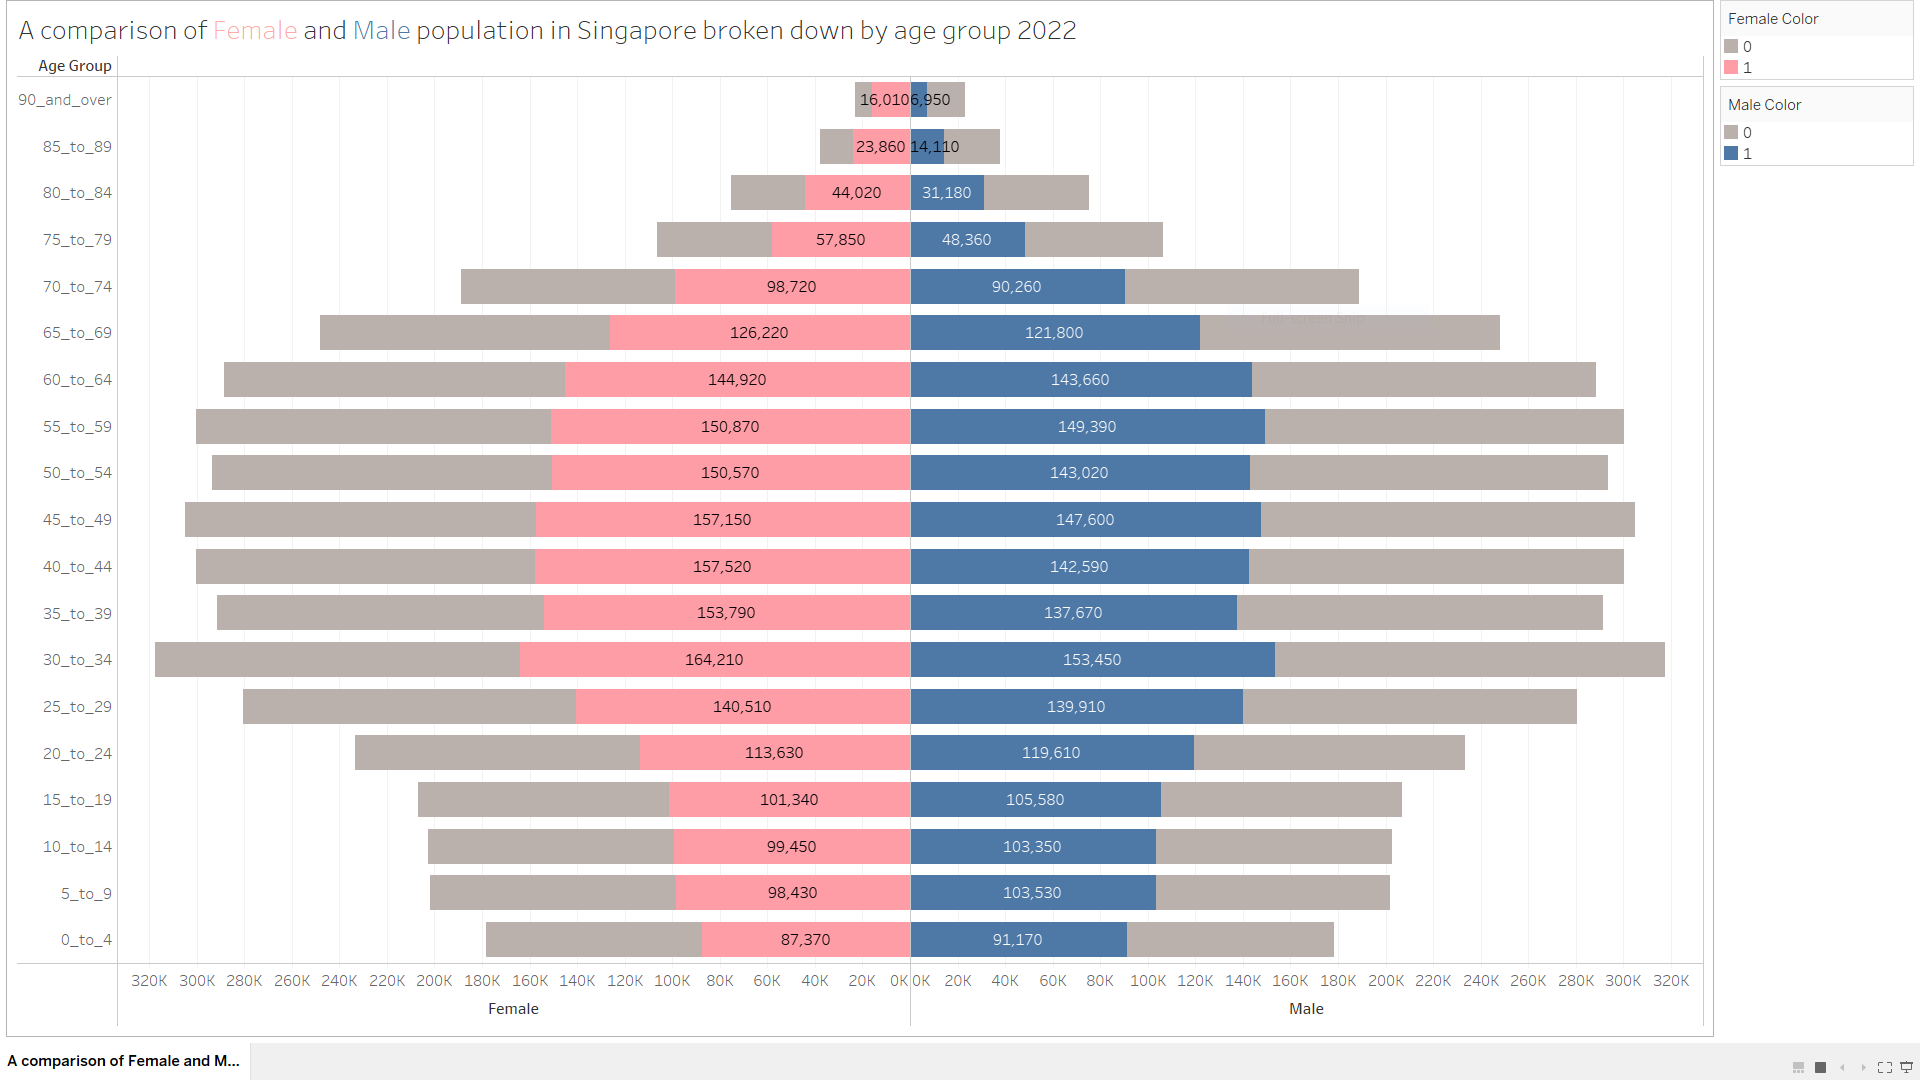 A comparison of Female and Male population in Singapore broken down by age group 2022
Age Group
90_and_over 16,010 6,950
85_to_89 23,860 14,110
80_to_84 44,020 31,180
75_to_79 57,850 48,360
70_to_74 98,720 90,260
65_to_69 126,220 121,800
60_to_64 144,920 143,660
55_to_59 150,870 149,390
50_to_54 150,570 143,020
45_to_49 157,150 147,600
40_to_44 157,520 142,590
35_to_39 153,790 137,670
30_to_34 164,210 153,450
25_to_29 140,510 139,910
20_to_24 113,630 119,610
15_to_19 101,340 105,580
10_to_14 99,450 103,350
5_to_9 98,430 103,530
0_to_4 87,370 91,170
320K 300K 280K 260K 240K 220K 200K 180K 160K 140K 120K 100K 80K 60K 40K 20K 0K 0K 20K 40K 60K 80K 100K 120K 140K 160K 180K 200K 220K 240K 260K 280K 300K 320K
Female Male
Female Color
0
1
Male Color
0
1
A comparison of Female and M...